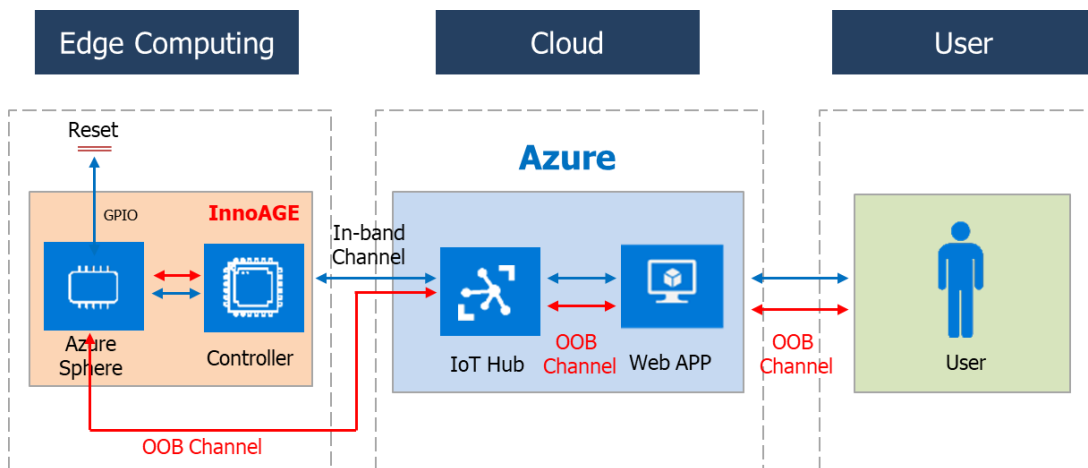 Edge Computing
Cloud
User
Reset
GPIO
InnoAGE
Azure
Sphere
Controller
OOB Channel
In-band
Channel
Azure
IoT Hub
OOB
Channel
Web APP
OOB
Channel
User